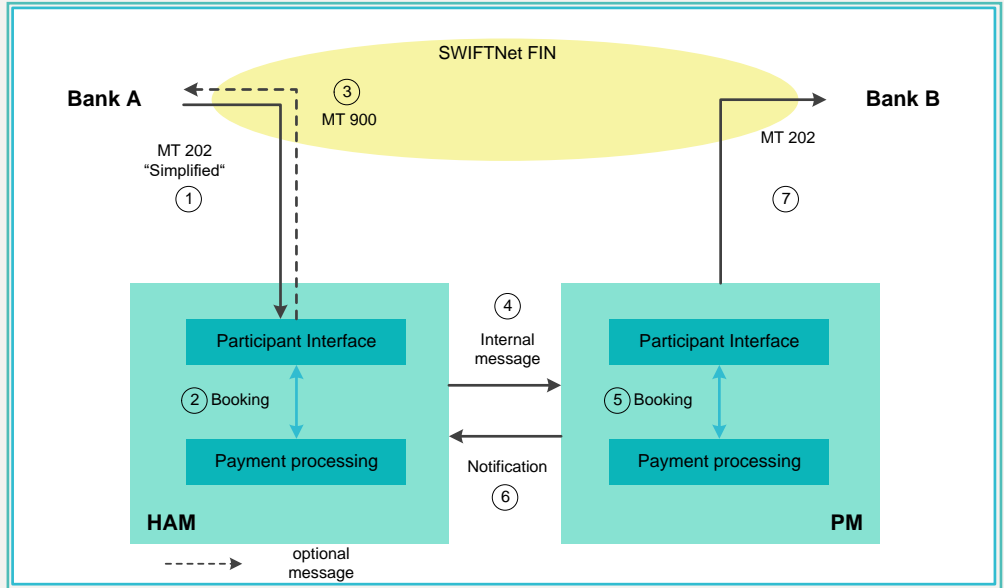 SWIFTNet FIN
Bank A
3
MT 900
Bank B
MT 202
“Simplified“
1
MT 202
7
4
Internal
message
Participant Interface
Participant Interface
2 Booking
5 Booking
Payment processing
Payment processing
Notification
6
HAM
PM
optional
message